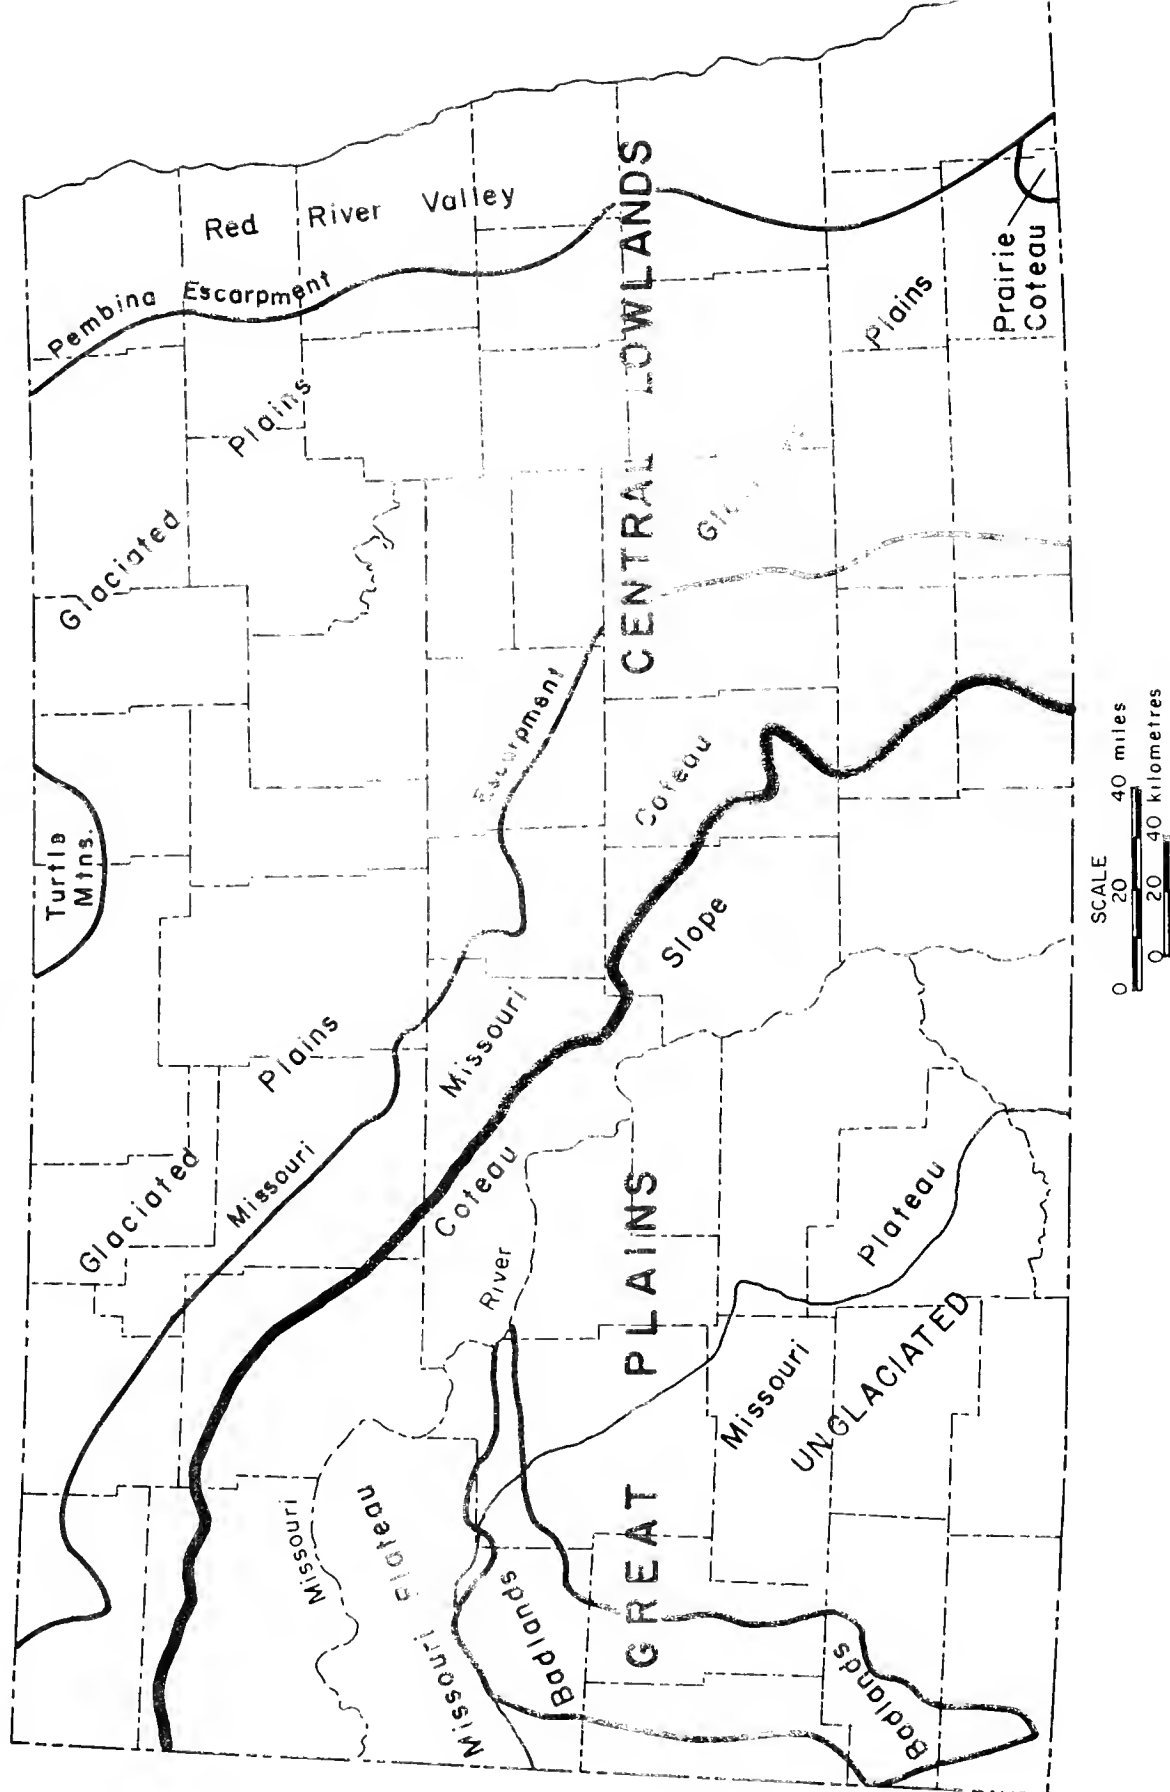 Turtle
Mtns.
Pembina Escarpment
Red River Valley
Glaciated Plains
Glaciated Plains
Missouri Escarpment
CENTRAL LOWLANDS
Plains
Prairie
Coteau
Missouri Coteau
Coteau Slope
Missouri River
Missouri Plateau
Badlands
GREAT PLAINS
Missouri Plateau
UNGLACIATED
Badlands
SCALE
0 20 40 miles
0 20 40 kilometres